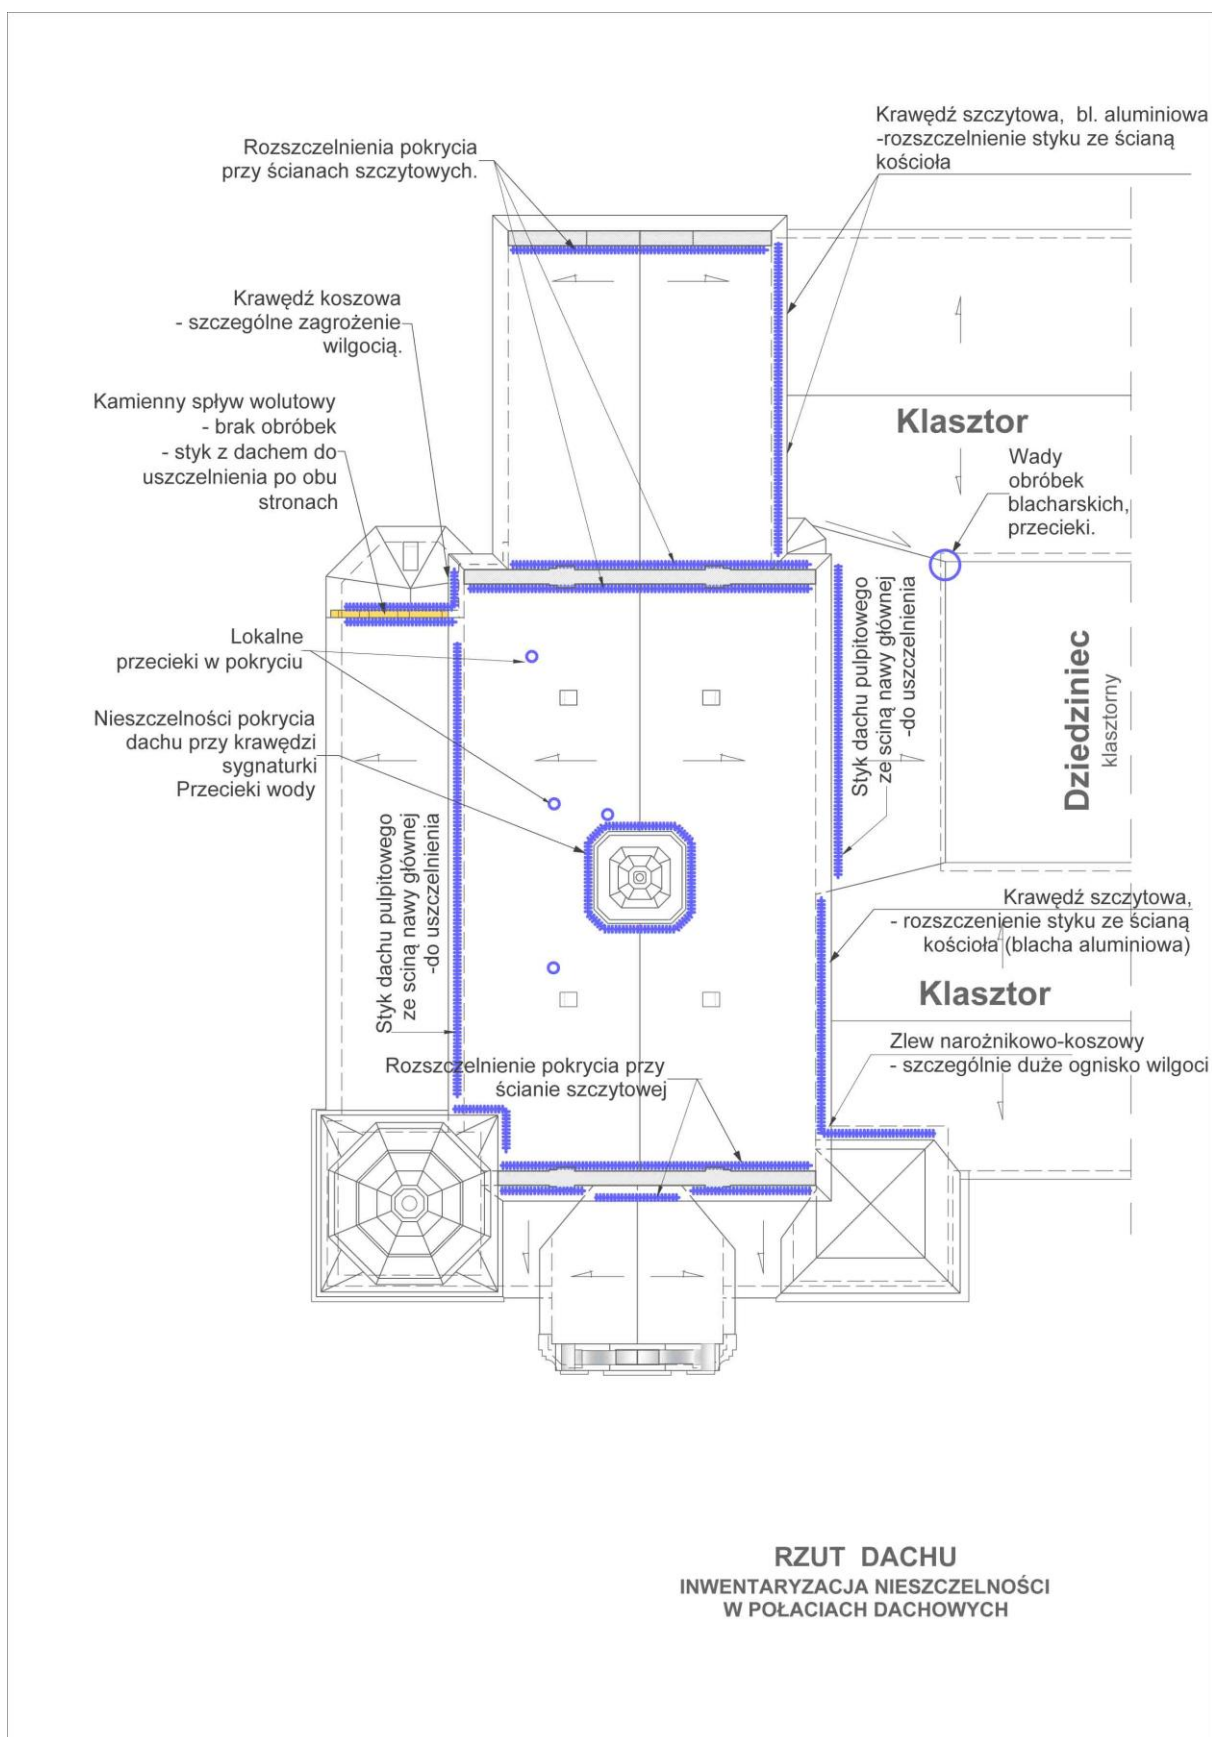 Krawędź szczytowa, bl. aluminiowa
-rozszczelnienie styku ze ścianą
kościoła
Rozszczelnienia pokrycia
przy ścianach szczytowych.
Krawędź koszowa
- szczególne zagrożenie
wilgocią.
Kamienny spływ wolutowy
- brak obróbek
- styk z dachem do
uszczelnienia po obu
stronach
Klasztor
Wady
obróbek
blacharskich,
przecieki.
Lokalne
przecieki w pokryciu
Styk dachu pulpitowego
ze sciną nawy głównej
-do uszczelnienia
Dziedziniec
klasztorny
Nieszczelności pokrycia
dachu przy krawędzi
sygnaturki
Przecieki wody
Styk dachu pulpitowego
ze sciną nawy głównej
-do uszczelnienia
Krawędź szczytowa,
- rozszczenienie styku ze ścianą
kościoła (blacha aluminiowa)
Klasztor
Zlew narożnikowo-koszowy
- szczególnie duże ognisko wilgoci
Rozszczelnienie pokrycia przy
ścianie szczytowej
RZUT DACHU
INWENTARYZACJA NIESZCZELNOŚCI
W POŁACIACH DACHOWYCH